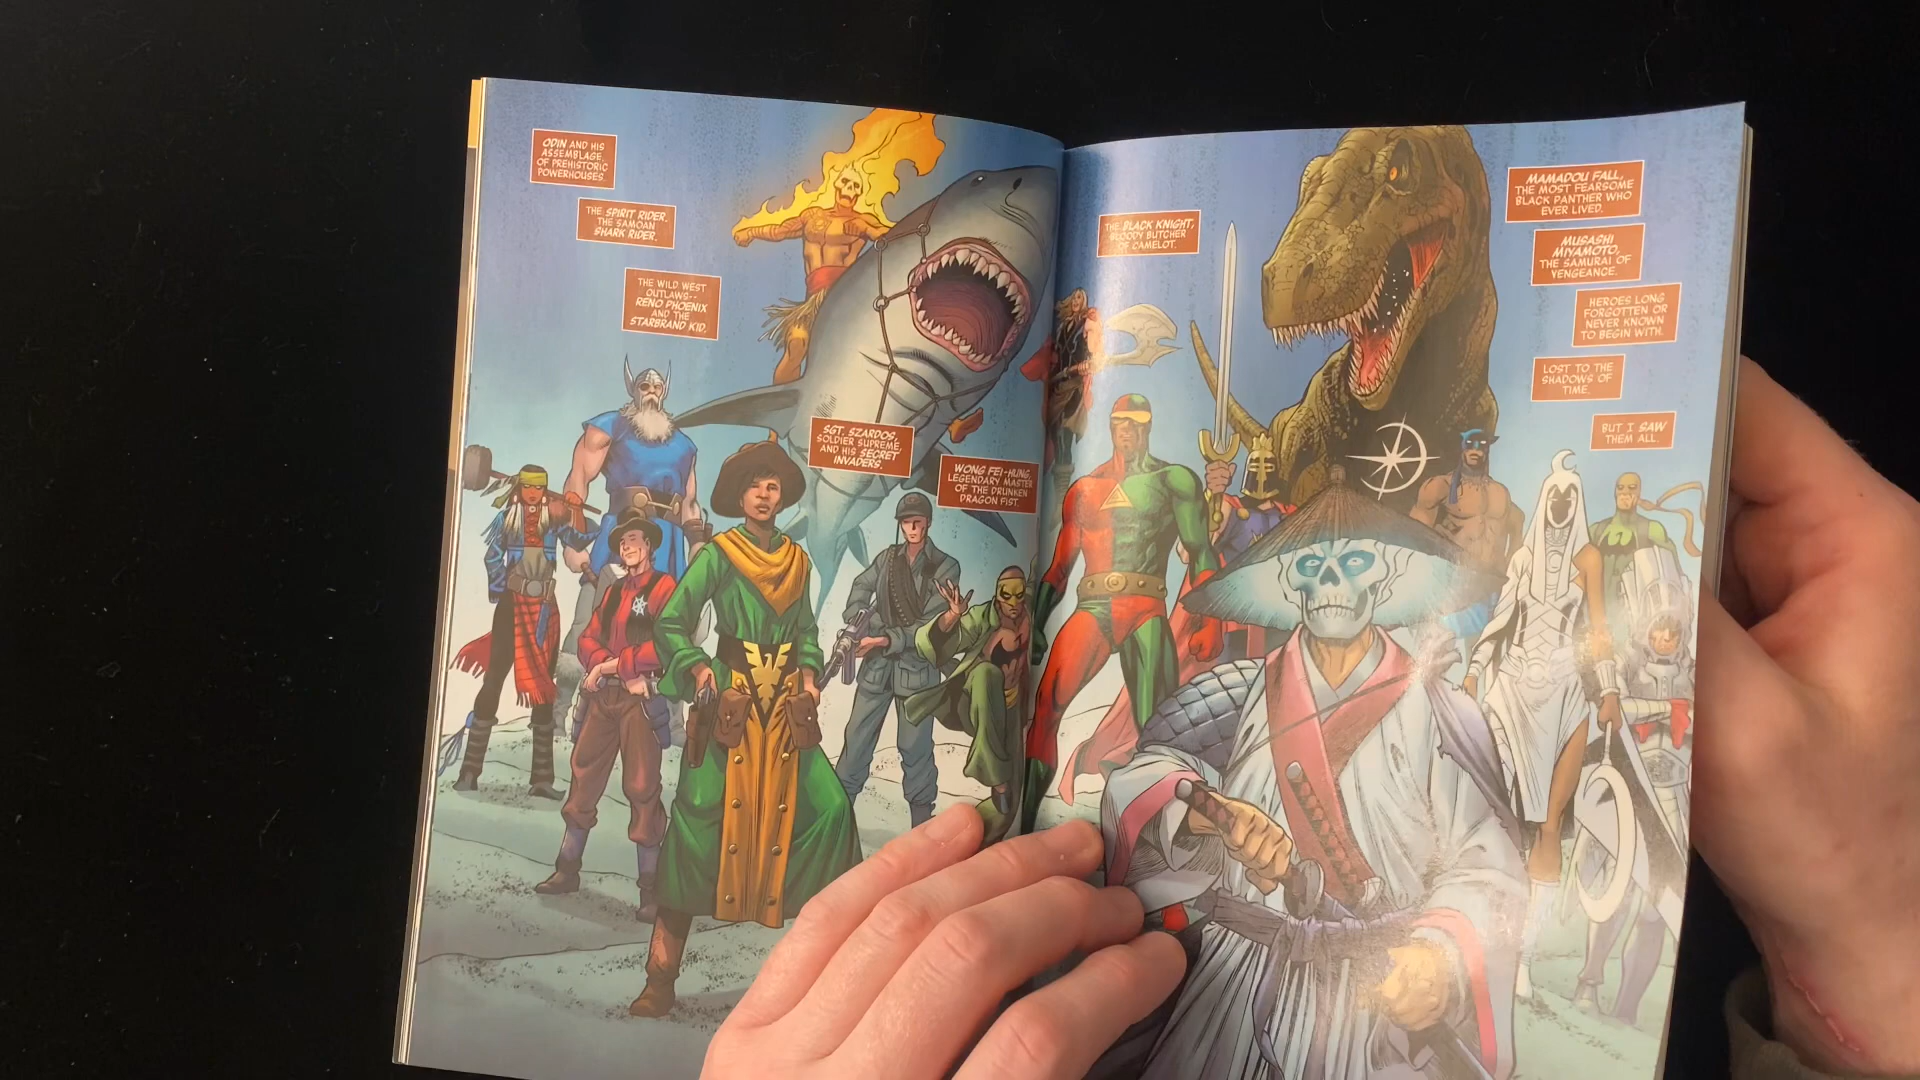 ODIN AND HIS
ASSEMBLAGE
OF PREHISTORIC
POWERHOUSES.
THE SPIRIT RIDER.
THE SAMOAN
SHARK RIDER.
THE WILD WEST
OUTLAWS--
RENO PHOENIX
AND THE
STARBRAND KID.
SGT. SZARDOS,
SOLDIER SUPREME,
AND HIS SECRET
INVADERS.
WONG FEI-HUNG,
LEGENDARY MASTER
OF THE DRUNKEN
DRAGON FIST.
THE BLACK KNIGHT,
BLOODY BUTCHER
OF CAMELOT.
MAMADOU FALL,
THE MOST FEARSOME
BLACK PANTHER WHO
EVER LIVED.
MUSASHI
MIYAMOTO,
THE SAMURAI OF
VENGEANCE.
HEROES LONG
FORGOTTEN OR
NEVER KNOWN
TO BEGIN WITH.
LOST TO THE
SHADOWS OF
TIME.
BUT I SAW
THEM ALL.